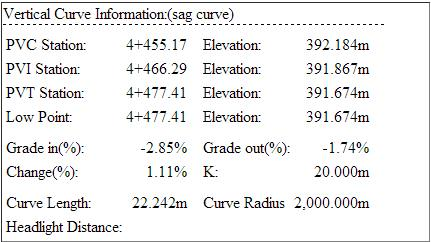 Vertical Curve Information:(sag curve)
PVC Station: 4+455.17 Elevation: 392.184m
PVI Station: 4+466.29 Elevation: 391.867m
PVT Station: 4+477.41 Elevation: 391.674m
Low Point: 4+477.41 Elevation: 391.674m
Grade in(%): -2.85% Grade out(%): -1.74%
Change(%): 1.11% K: 20.000m
Curve Length: 22.242m Curve Radius 2,000.000m
Headlight Distance: